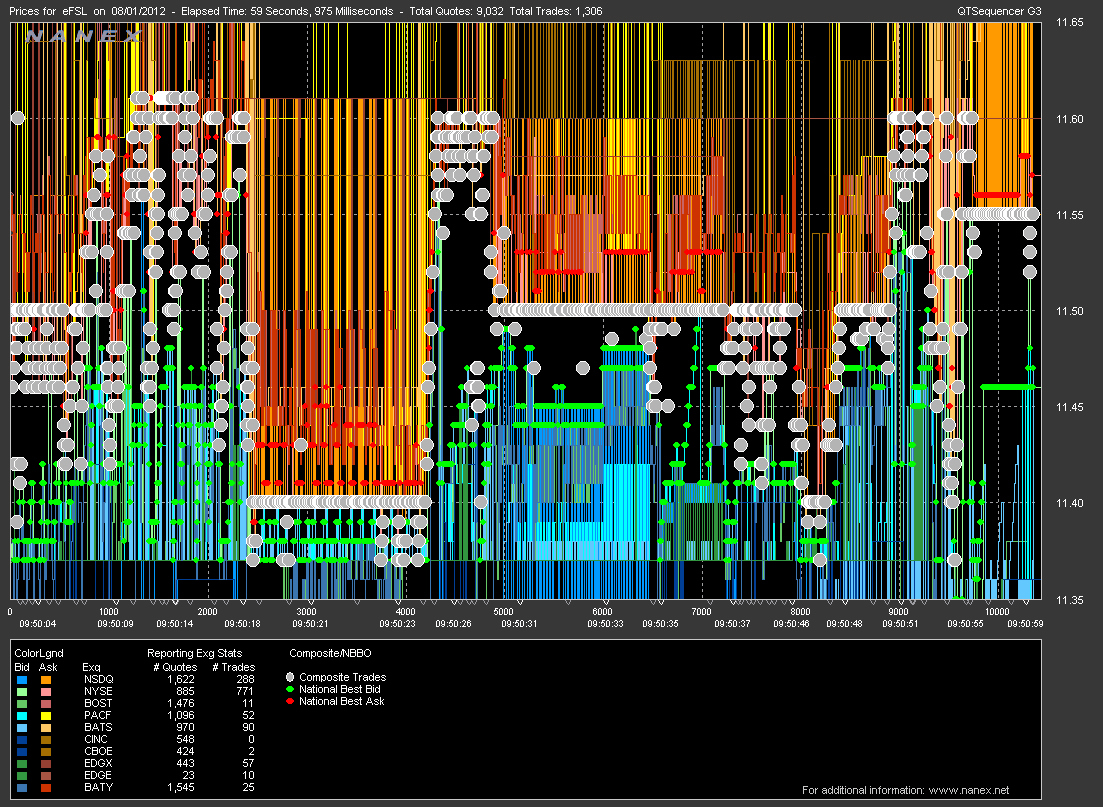 Prices for eFSL on 08/01/2012 - Elapsed Time: 59 Seconds, 975 Milliseconds - Total Quotes: 9,032 Total Trades: 1,306 QTSequencer G3
NANEX
11.65
11.60
11.55
11.50
11.45
11.40
11.35
0 1000 2000 3000 4000 5000 6000 7000 8000 9000 10000
09:50:04 09:50:09 09:50:14 09:50:18 09:50:21 09:50:23 09:50:26 09:50:31 09:50:33 09:50:35 09:50:37 09:50:46 09:50:48 09:50:51 09:50:55 09:50:59
ColorLgnd Reporting Exg Stats Composite/NBBO
Bid Ask Exq # Quotes # Trades
NSDQ 1,622 288
NYSE 885 771
BOST 1,476 11
PACF 1,096 52
BATS 970 90
CINC 548 0
CBOE 424 2
EDGX 443 57
EDGE 23 10
BATY 1,545 25
Composite Trades
National Best Bid
National Best Ask
For additional information: www.nanex.net